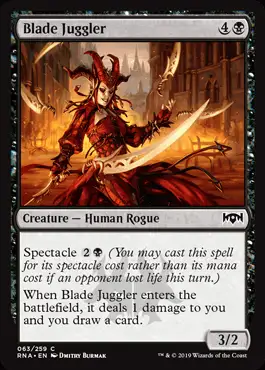 Blade Juggler 4
Creature — Human Rogue
Spectacle 2 (You may cast this spell
for its spectacle cost rather than its mana
cost if an opponent lost life this turn.)
When Blade Juggler enters the
battlefield, it deals 1 damage to you
and you draw a card.
3/2
063/259 C
RNA • EN DMITRY BURMAK
™ & © 2019 Wizards of the Coast